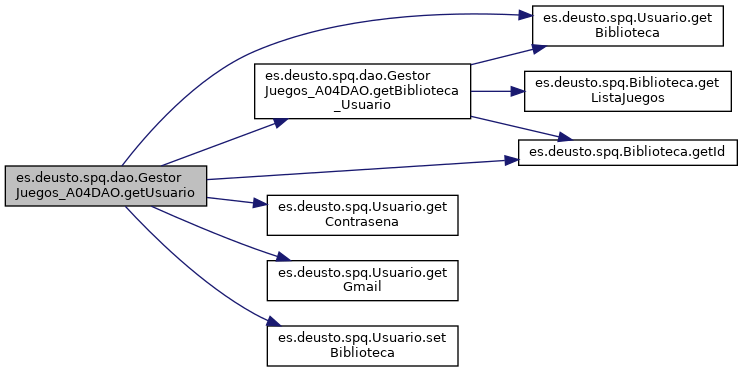 es.deusto.spq.Usuario.get
Biblioteca
es.deusto.spq.dao.Gestor
Juegos_A04DAO.getBiblioteca
_Usuario
es.deusto.spq.Biblioteca.get
ListaJuegos
es.deusto.spq.Biblioteca.getId
es.deusto.spq.dao.Gestor
Juegos_A04DAO.getUsuario
es.deusto.spq.Usuario.get
Contrasena
es.deusto.spq.Usuario.get
Gmail
es.deusto.spq.Usuario.set
Biblioteca